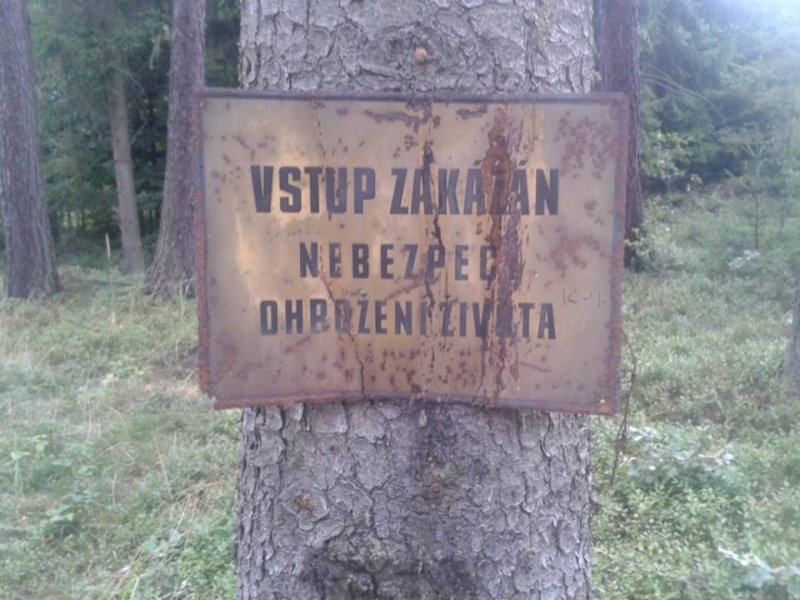 VSTUP ZAKÁZÁN
NEBEZPEČÍ
OHROŽENÍ ŽIVOTA